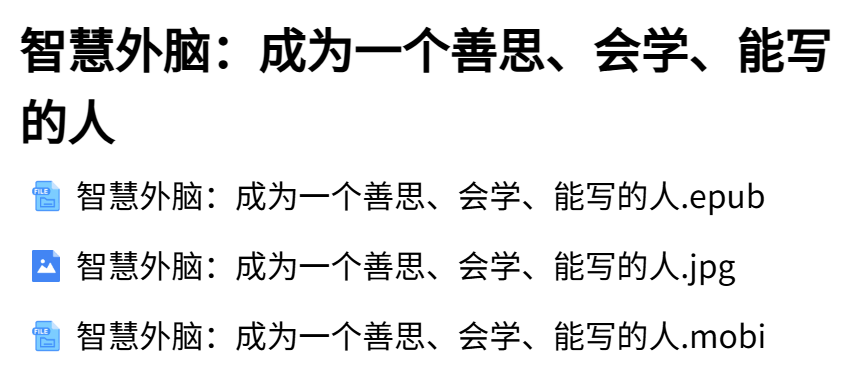 智慧外脑：成为一个善思、会学、能写
的人
FILE 智慧外脑：成为一个善思、会学、能写的人.epub
智慧外脑：成为一个善思、会学、能写的人.jpg
FILE 智慧外脑：成为一个善思、会学、能写的人.mobi